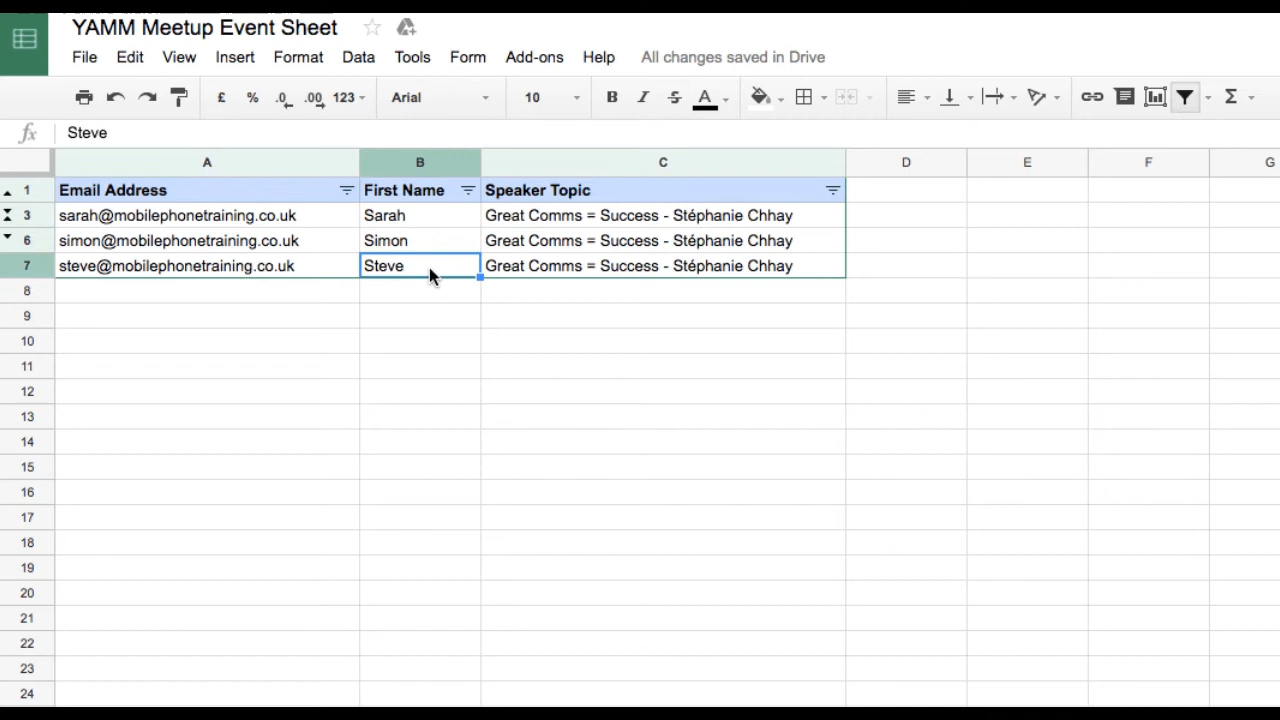 YAMM Meetup Event Sheet
File Edit View Insert Format Data Tools Form Add-ons Help All changes saved in Drive
£ % .0 .00 123 Arial 10 B I S A Σ
fx Steve
A B C D E F G
1 Email Address First Name Speaker Topic
3 sarah@mobilephonetraining.co.uk Sarah Great Comms = Success - Stéphanie Chhay
6 simon@mobilephonetraining.co.uk Simon Great Comms = Success - Stéphanie Chhay
7 steve@mobilephonetraining.co.uk Steve Great Comms = Success - Stéphanie Chhay
8
9
10
11
12
13
14
15
16
17
18
19
20
21
22
23
24